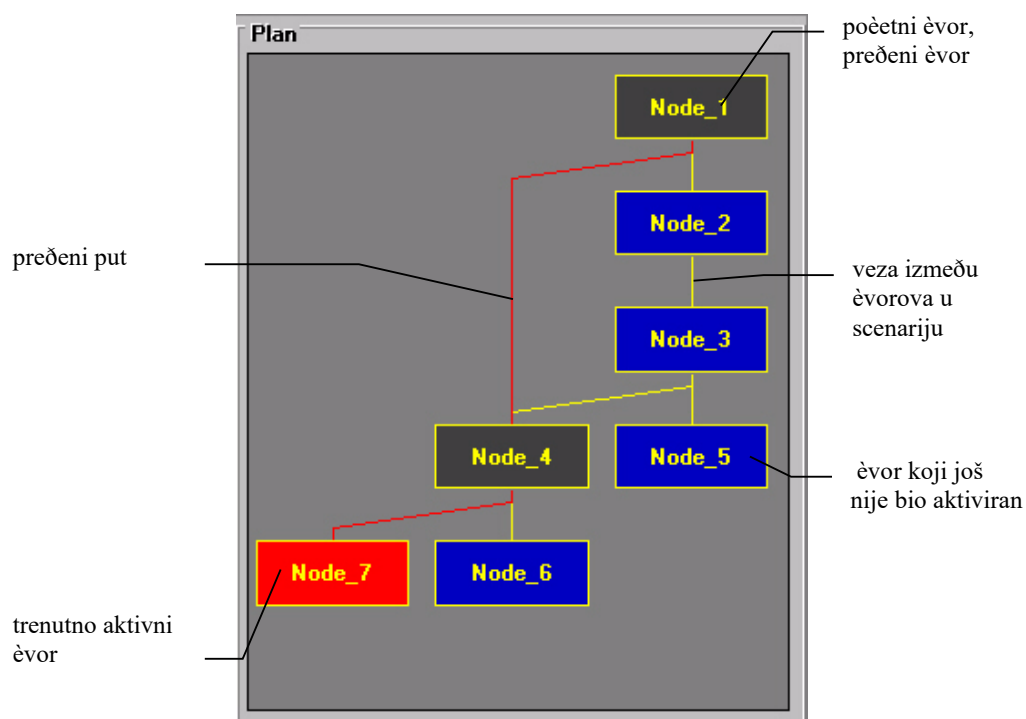 Plan
poèetni èvor,
preðeni èvor
Node_1
Node_2
preðeni put
veza izmeðu
èvorova u
scenariju
Node_3
Node_4
Node_5
èvor koji još
nije bio aktiviran
Node_7
Node_6
trenutno aktivni
èvor